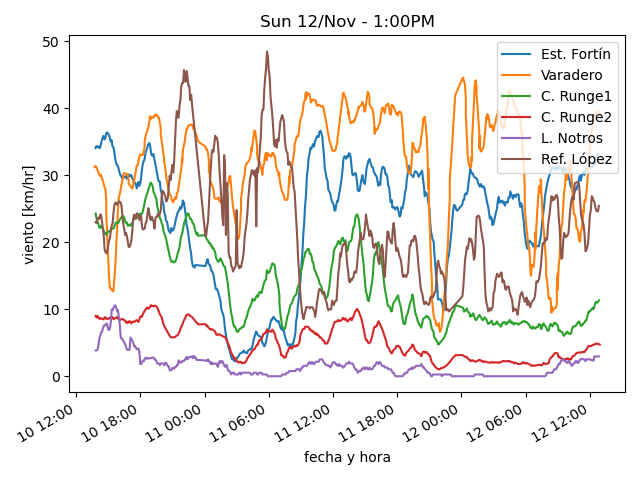 Sun 12/Nov - 1:00PM
Est. Fortín
Varadero
C. Runge1
C. Runge2
L. Notros
Ref. López
viento [km/hr]
50
40
30
20
10
0
10 12:00
10 18:00
11 00:00
11 06:00
11 12:00
11 18:00
12 00:00
12 06:00
12 12:00
fecha y hora